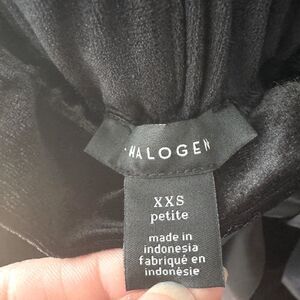 HALOGEN
XXS
petite
made in
indonesia
fabriqué en
indonésie